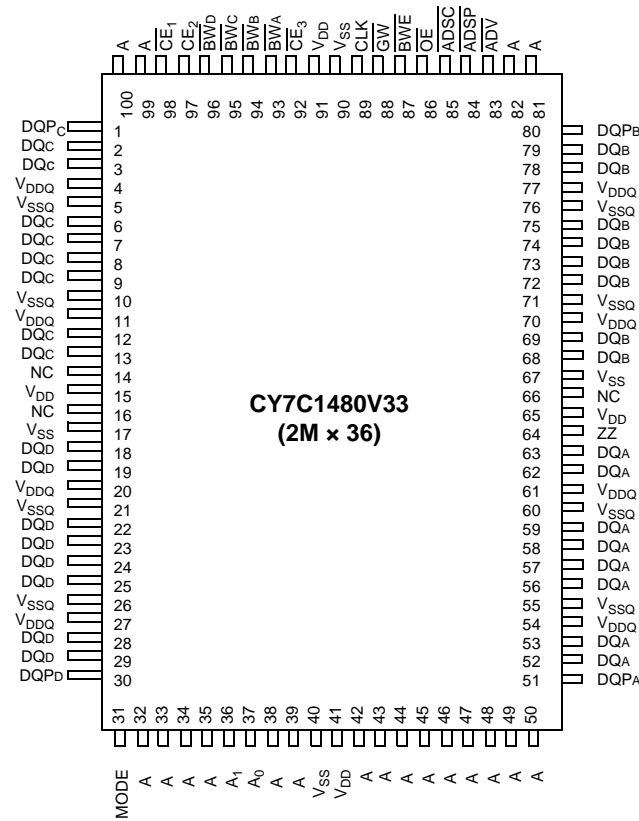 A
A
CE1
CE2
BWD
BWC
BWB
BWA
CE3
VDD
VSS
CLK
GW
BWE
OE
ADSC
ADSP
ADV
A
A
100
99
98
97
96
95
94
93
92
91
90
89
88
87
86
85
84
83
82
81
DQPC 1
DQC 2
DQC 3
VDDQ 4
VSSQ 5
DQC 6
DQC 7
DQC 8
DQC 9
VSSQ 10
VDDQ 11
DQC 12
DQC 13
NC 14
VDD 15
NC 16
VSS 17
DQD 18
DQD 19
VDDQ 20
VSSQ 21
DQD 22
DQD 23
DQD 24
DQD 25
VSSQ 26
VDDQ 27
DQD 28
DQD 29
DQPD 30
CY7C1480V33
(2M × 36)
80 DQPB
79 DQB
78 DQB
77 VDDQ
76 VSSQ
75 DQB
74 DQB
73 DQB
72 DQB
71 VSSQ
70 VDDQ
69 DQB
68 DQB
67 VSS
66 NC
65 VDD
64 ZZ
63 DQA
62 DQA
61 VDDQ
60 VSSQ
59 DQA
58 DQA
57 DQA
56 DQA
55 VSSQ
54 VDDQ
53 DQA
52 DQA
51 DQPA
31
32
33
34
35
36
37
38
39
40
41
42
43
44
45
46
47
48
49
50
MODE
A
A
A
A
A1
A0
A
A
VSS
VDD
A
A
A
A
A
A
A
A
A